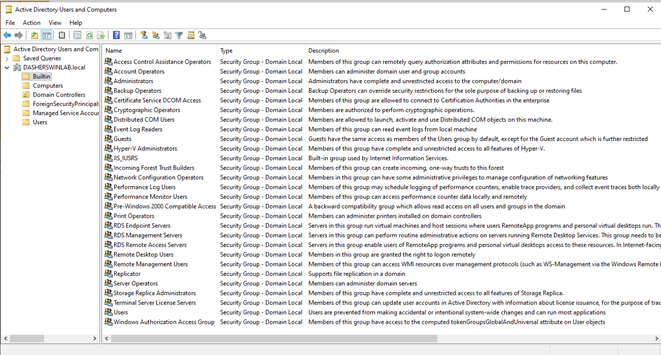 Active Directory Users and Computers
File Action View Help
Active Directory Users and Com
Saved Queries
DASHERSWINLAB.local
Builtin
Computers
Domain Controllers
ForeignSecurityPrincipals
Managed Service Accou
Users
Name Type Description
Access Control Assistance Operators Security Group - Domain Local Members of this group can remotely query authorization attributes and permissions for resources on this computer.
Account Operators Security Group - Domain Local Members can administer domain user and group accounts
Administrators Security Group - Domain Local Administrators have complete and unrestricted access to the computer/domain
Backup Operators Security Group - Domain Local Backup Operators can override security restrictions for the sole purpose of backing up or restoring files
Certificate Service DCOM Access Security Group - Domain Local Members of this group are allowed to connect to Certification Authorities in the enterprise
Cryptographic Operators Security Group - Domain Local Members are authorized to perform cryptographic operations.
Distributed COM Users Security Group - Domain Local Members are allowed to launch, activate and use Distributed COM objects on this machine.
Event Log Readers Security Group - Domain Local Members of this group can read event logs from local machine
Guests Security Group - Domain Local Guests have the same access as members of the Users group by default, except for the Guest account which is further restricted
Hyper-V Administrators Security Group - Domain Local Members of this group have complete and unrestricted access to all features of Hyper-V.
IIS_IUSRS Security Group - Domain Local Built-in group used by Internet Information Services.
Incoming Forest Trust Builders Security Group - Domain Local Members of this group can create incoming, one-way trusts to this forest
Network Configuration Operators Security Group - Domain Local Members in this group can have some administrative privileges to manage configuration of networking features
Performance Log Users Security Group - Domain Local Members of this group may schedule logging of performance counters, enable trace providers, and collect event traces both locally
Performance Monitor Users Security Group - Domain Local Members of this group can access performance counter data locally and remotely
Pre-Windows 2000 Compatible Access Security Group - Domain Local A backward compatibility group which allows read access on all users and groups in the domain
Print Operators Security Group - Domain Local Members can administer printers installed on domain controllers
RDS Endpoint Servers Security Group - Domain Local Servers in this group run virtual machines and host sessions where users RemoteApp programs and personal virtual desktops run. Th
RDS Management Servers Security Group - Domain Local Servers in this group can perform routine administrative actions on servers running Remote Desktop Services. This group needs to be
RDS Remote Access Servers Security Group - Domain Local Servers in this group enable users of RemoteApp programs and personal virtual desktops access to these resources. In Internet-facing
Remote Desktop Users Security Group - Domain Local Members in this group are granted the right to logon remotely
Remote Management Users Security Group - Domain Local Members of this group can access WMI resources over management protocols (such as WS-Management via the Windows Remote
Replicator Security Group - Domain Local Supports file replication in a domain
Server Operators Security Group - Domain Local Members can administer domain servers
Storage Replica Administrators Security Group - Domain Local Members of this group have complete and unrestricted access to all features of Storage Replica.
Terminal Server License Servers Security Group - Domain Local Members of this group can update user accounts in Active Directory with information about license issuance, for the purpose of trac
Users Security Group - Domain Local Users are prevented from making accidental or intentional system-wide changes and can run most applications
Windows Authorization Access Group Security Group - Domain Local Members of this group have access to the computed tokenGroupsGlobalAndUniversal attribute on User objects